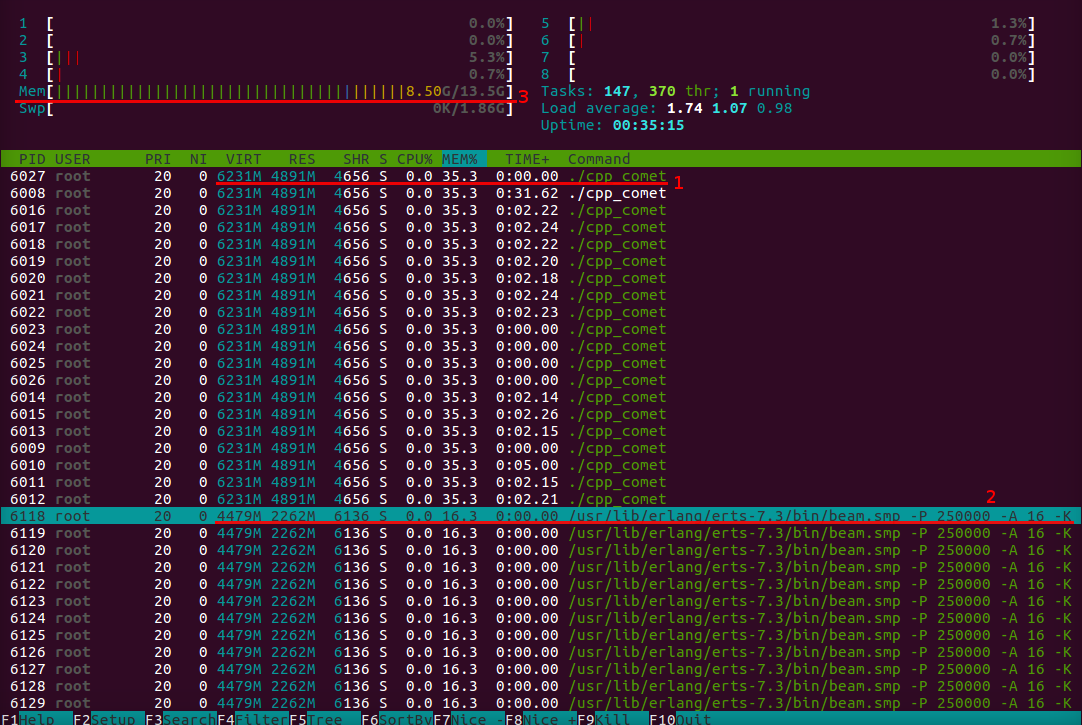 1 [ 0.0%] 5 [|| 1.3%]
2 [ 0.0%] 6 [| 0.7%]
3 [||| 5.3%] 7 [ 0.0%]
4 [| 0.7%] 8 [ 0.0%]
Mem[|||||||||||||||||||||||||||||||||||||||8.50G/13.5G] 3 Tasks: 147, 370 thr; 1 running
Swp[ 0K/1.86G] Load average: 1.74 1.07 0.98
Uptime: 00:35:15
PID USER PRI NI VIRT RES SHR S CPU% MEM% TIME+ Command
6027 root 20 0 6231M 4891M 4656 S 0.0 35.3 0:00.00 ./cpp_comet 1
6008 root 20 0 6231M 4891M 4656 S 0.0 35.3 0:31.62 ./cpp_comet
6016 root 20 0 6231M 4891M 4656 S 0.0 35.3 0:02.22 ./cpp_comet
6017 root 20 0 6231M 4891M 4656 S 0.0 35.3 0:02.24 ./cpp_comet
6018 root 20 0 6231M 4891M 4656 S 0.0 35.3 0:02.22 ./cpp_comet
6019 root 20 0 6231M 4891M 4656 S 0.0 35.3 0:02.20 ./cpp_comet
6020 root 20 0 6231M 4891M 4656 S 0.0 35.3 0:02.18 ./cpp_comet
6021 root 20 0 6231M 4891M 4656 S 0.0 35.3 0:02.24 ./cpp_comet
6022 root 20 0 6231M 4891M 4656 S 0.0 35.3 0:02.23 ./cpp_comet
6023 root 20 0 6231M 4891M 4656 S 0.0 35.3 0:00.00 ./cpp_comet
6024 root 20 0 6231M 4891M 4656 S 0.0 35.3 0:00.00 ./cpp_comet
6025 root 20 0 6231M 4891M 4656 S 0.0 35.3 0:00.00 ./cpp_comet
6026 root 20 0 6231M 4891M 4656 S 0.0 35.3 0:00.00 ./cpp_comet
6014 root 20 0 6231M 4891M 4656 S 0.0 35.3 0:02.14 ./cpp_comet
6015 root 20 0 6231M 4891M 4656 S 0.0 35.3 0:02.26 ./cpp_comet
6013 root 20 0 6231M 4891M 4656 S 0.0 35.3 0:02.15 ./cpp_comet
6009 root 20 0 6231M 4891M 4656 S 0.0 35.3 0:00.00 ./cpp_comet
6010 root 20 0 6231M 4891M 4656 S 0.0 35.3 0:05.00 ./cpp_comet
6011 root 20 0 6231M 4891M 4656 S 0.0 35.3 0:02.15 ./cpp_comet
6012 root 20 0 6231M 4891M 4656 S 0.0 35.3 0:02.21 ./cpp_comet
2
6118 root 20 0 4479M 2262M 6136 S 0.0 16.3 0:00.00 /usr/lib/erlang/erts-7.3/bin/beam.smp -P 250000 -A 16 -K
6119 root 20 0 4479M 2262M 6136 S 0.0 16.3 0:00.00 /usr/lib/erlang/erts-7.3/bin/beam.smp -P 250000 -A 16 -K
6120 root 20 0 4479M 2262M 6136 S 0.0 16.3 0:00.00 /usr/lib/erlang/erts-7.3/bin/beam.smp -P 250000 -A 16 -K
6121 root 20 0 4479M 2262M 6136 S 0.0 16.3 0:00.00 /usr/lib/erlang/erts-7.3/bin/beam.smp -P 250000 -A 16 -K
6122 root 20 0 4479M 2262M 6136 S 0.0 16.3 0:00.00 /usr/lib/erlang/erts-7.3/bin/beam.smp -P 250000 -A 16 -K
6123 root 20 0 4479M 2262M 6136 S 0.0 16.3 0:00.00 /usr/lib/erlang/erts-7.3/bin/beam.smp -P 250000 -A 16 -K
6124 root 20 0 4479M 2262M 6136 S 0.0 16.3 0:00.00 /usr/lib/erlang/erts-7.3/bin/beam.smp -P 250000 -A 16 -K
6125 root 20 0 4479M 2262M 6136 S 0.0 16.3 0:00.00 /usr/lib/erlang/erts-7.3/bin/beam.smp -P 250000 -A 16 -K
6126 root 20 0 4479M 2262M 6136 S 0.0 16.3 0:00.00 /usr/lib/erlang/erts-7.3/bin/beam.smp -P 250000 -A 16 -K
6127 root 20 0 4479M 2262M 6136 S 0.0 16.3 0:00.00 /usr/lib/erlang/erts-7.3/bin/beam.smp -P 250000 -A 16 -K
6128 root 20 0 4479M 2262M 6136 S 0.0 16.3 0:00.00 /usr/lib/erlang/erts-7.3/bin/beam.smp -P 250000 -A 16 -K
6129 root 20 0 4479M 2262M 6136 S 0.0 16.3 0:00.00 /usr/lib/erlang/erts-7.3/bin/beam.smp -P 250000 -A 16 -K
F1Help F2Setup F3SearchF4FilterF5Tree F6SortByF7Nice -F8Nice +F9Kill F10Quit